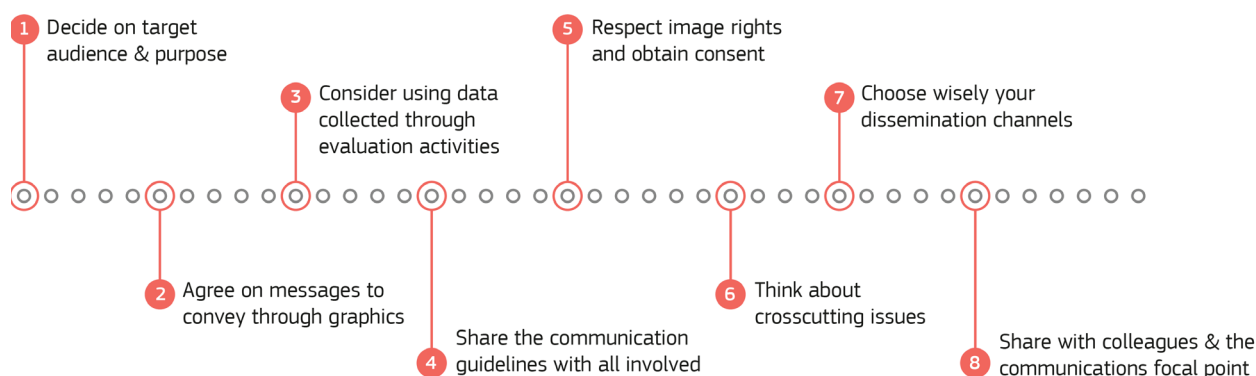 1 Decide on target
audience & purpose
2 Agree on messages to
convey through graphics
3 Consider using data
collected through
evaluation activities
4 Share the communication
guidelines with all involved
5 Respect image rights
and obtain consent
6 Think about
crosscutting issues
7 Choose wisely your
dissemination channels
8 Share with colleagues & the
communications focal point